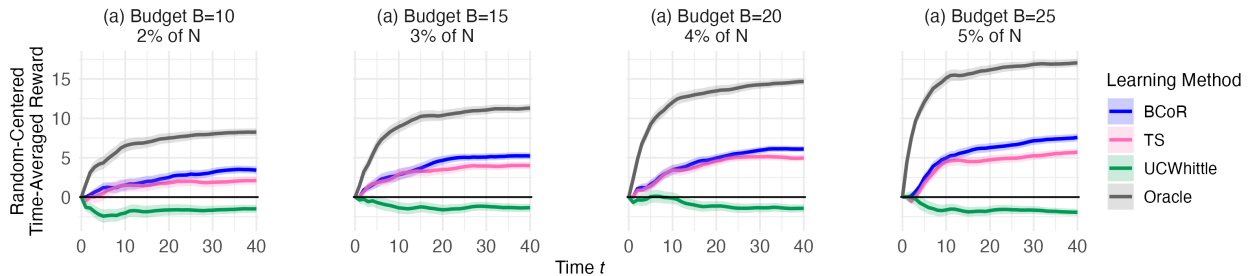 (a) Budget B=10
2% of N
(a) Budget B=15
3% of N
(a) Budget B=20
4% of N
(a) Budget B=25
5% of N
Random-Centered
Time-Averaged Reward
15
10
5
0
0 10 20 30 40
0 10 20 30 40
0 10 20 30 40
0 10 20 30 40
Time t
Learning Method
BCoR
TS
UCWhittle
Oracle